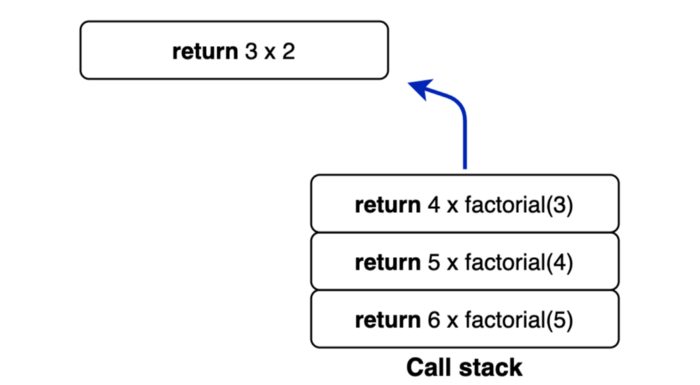 return 3 x 2
return 4 x factorial(3)
return 5 x factorial(4)
return 6 x factorial(5)
Call stack